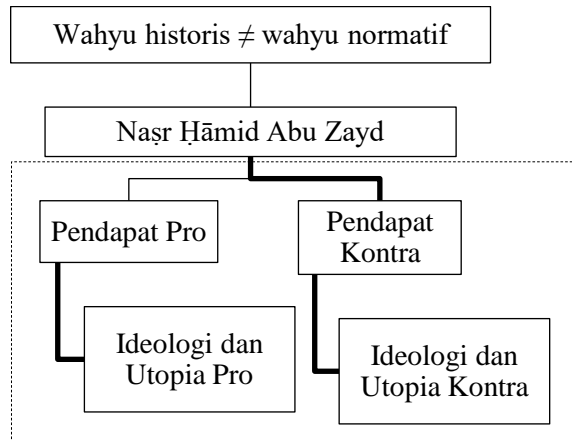 Wahyu historis ≠ wahyu normatif
Naṣr Ḥāmid Abu Zayd
Pendapat Pro
Pendapat
Kontra
Ideologi dan
Utopia Pro
Ideologi dan
Utopia Kontra